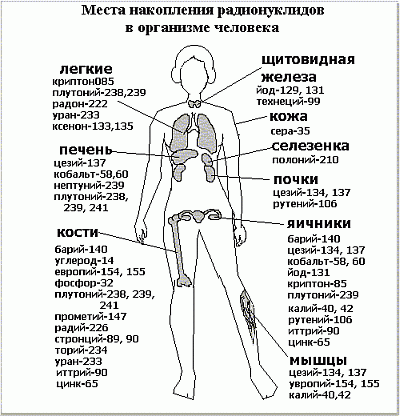 Места накопления радионуклидов
в организме человека
легкие
криптон085
плутоний-238,239
радон-222
уран-233
ксенон-133,135
печень
цезий-137
кобальт-58,60
нептуний-239
плутоний-238,
239, 241
кости
барий-140
углерод-14
европий-154, 155
фосфор-32
плутоний-238, 239,
241
прометий-147
радий-226
стронций-89, 90
торий-234
уран-233
иттрий-90
цинк-65
щитовидная
железа
йод-129, 131
технеций-99
кожа
сера-35
селезенка
полоний-210
почки
цезий-134, 137
рутений-106
яичники
барий-140
цезий-134, 137
кобальт-58, 60
йод-131
криптон-85
плутоний-239
калий-40, 42
рутений-106
иттрий-90
цинк-65
мышцы
цезий-134, 137
увропий-154, 155
калий-40,42